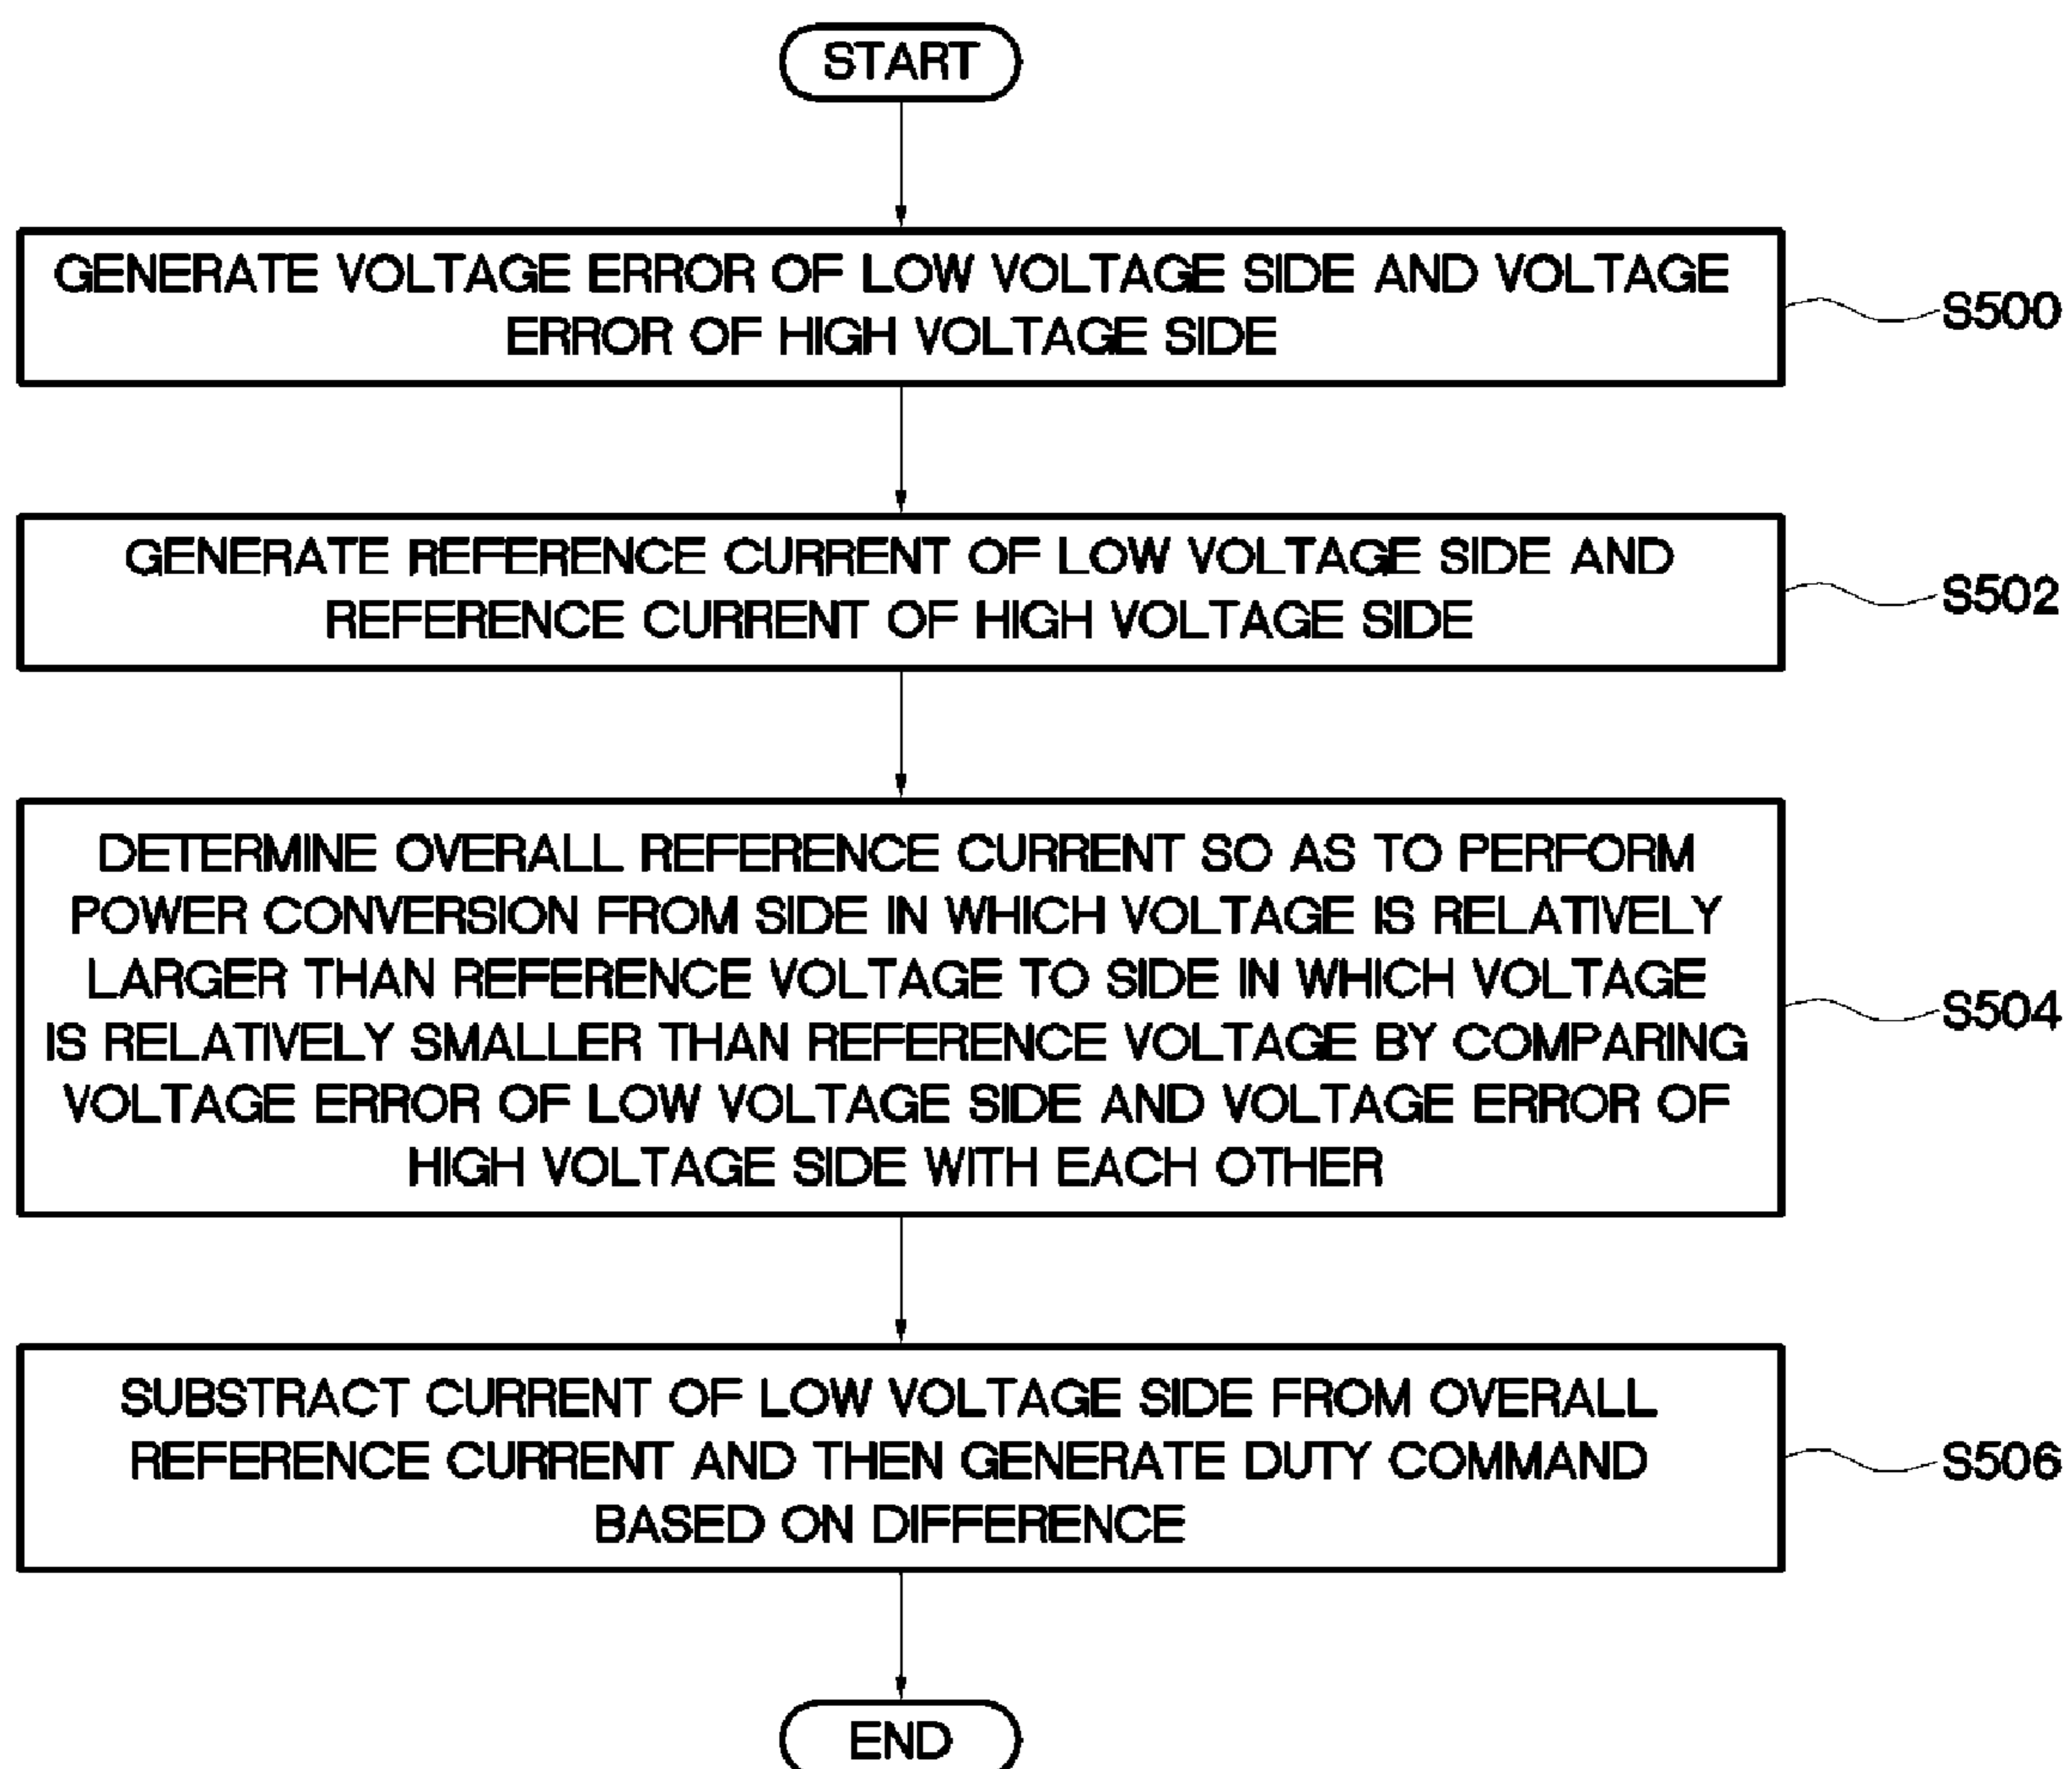 START
GENERATE VOLTAGE ERROR OF LOW VOLTAGE SIDE AND VOLTAGE
ERROR OF HIGH VOLTAGE SIDE
S500
GENERATE REFERENCE CURRENT OF LOW VOLTAGE SIDE AND
REFERENCE CURRENT OF HIGH VOLTAGE SIDE
S502
DETERMINE OVERALL REFERENCE CURRENT SO AS TO PERFORM
POWER CONVERSION FROM SIDE IN WHICH VOLTAGE IS RELATIVELY
LARGER THAN REFERENCE VOLTAGE TO SIDE IN WHICH VOLTAGE
IS RELATIVELY SMALLER THAN REFERENCE VOLTAGE BY COMPARING
VOLTAGE ERROR OF LOW VOLTAGE SIDE AND VOLTAGE ERROR OF
HIGH VOLTAGE SIDE WITH EACH OTHER
S504
SUBSTRACT CURRENT OF LOW VOLTAGE SIDE FROM OVERALL
REFERENCE CURRENT AND THEN GENERATE DUTY COMMAND
BASED ON DIFFERENCE
S506
END